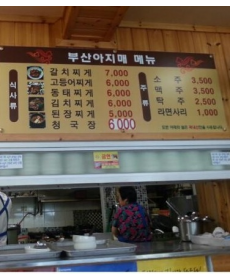 부산아지매 메뉴
식사류
갈치찌게 7,000
고등어찌게 6,000
동태찌게 6,000
김치찌게 6,000
된장찌게 5,000
청국장 6000
주류
소주 3,500
맥주 3,500
탁주 2,500
라면사리 1,000